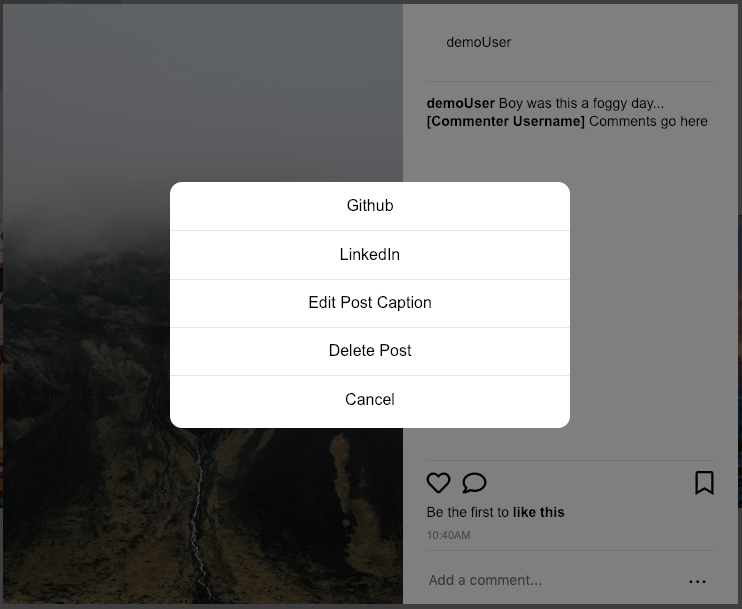 demoUser
demoUser Boy was this a foggy day...
[Commenter Username] Comments go here
Github
LinkedIn
Edit Post Caption
Delete Post
Cancel
Be the first to like this
10:40AM
Add a comment...